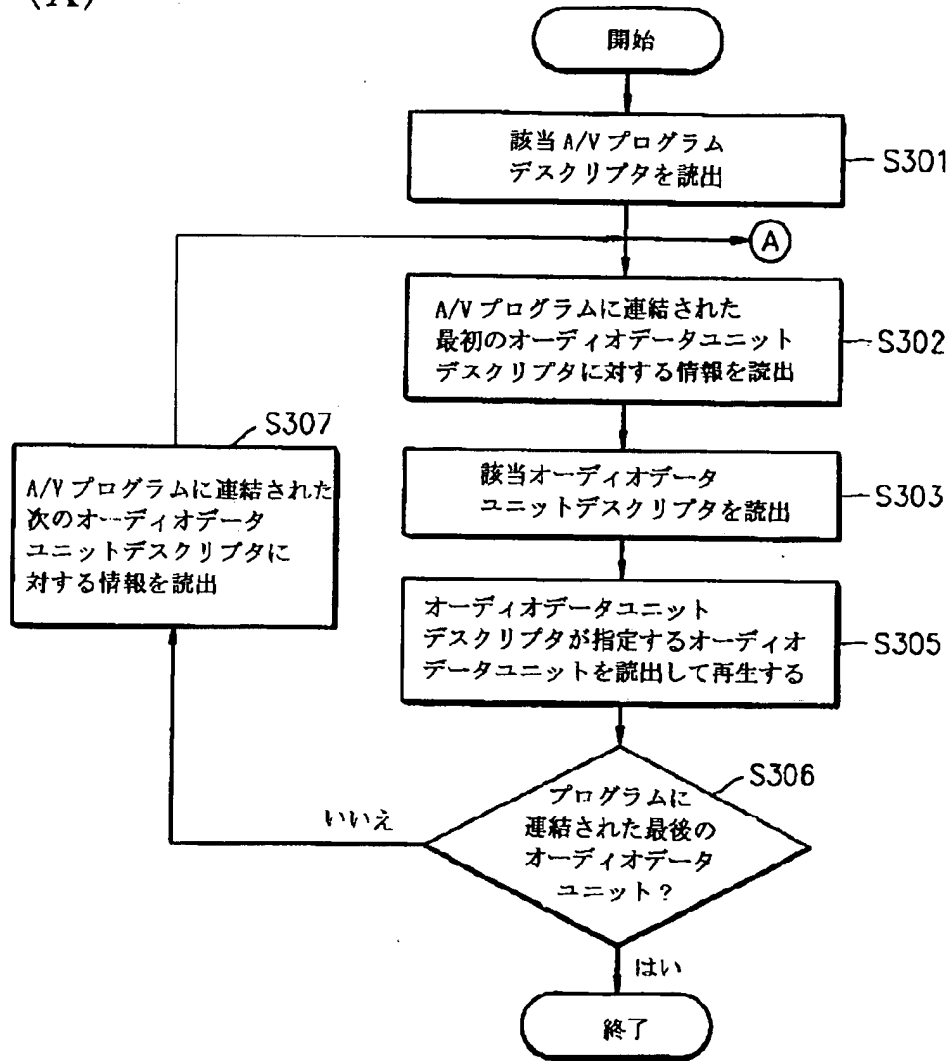 (A)
開始
該当 A/V プログラム
デスクリプタを読出
S301
A
A/V プログラムに連結された
最初のオーディオデータユニット
デスクリプタに対する情報を読出
S302
S307
A/V プログラムに連結された
次のオーディオデータ
ユニットデスクリプタに
対する情報を読出
該当オーディオデータ
ユニットデスクリプタを読出
S303
オーディオデータユニット
デスクリプタが指定するオーディオ
データユニットを読出して再生する
S305
S306
プログラムに
連結された最後の
オーディオデータ
ユニット?
いいえ
はい
終了